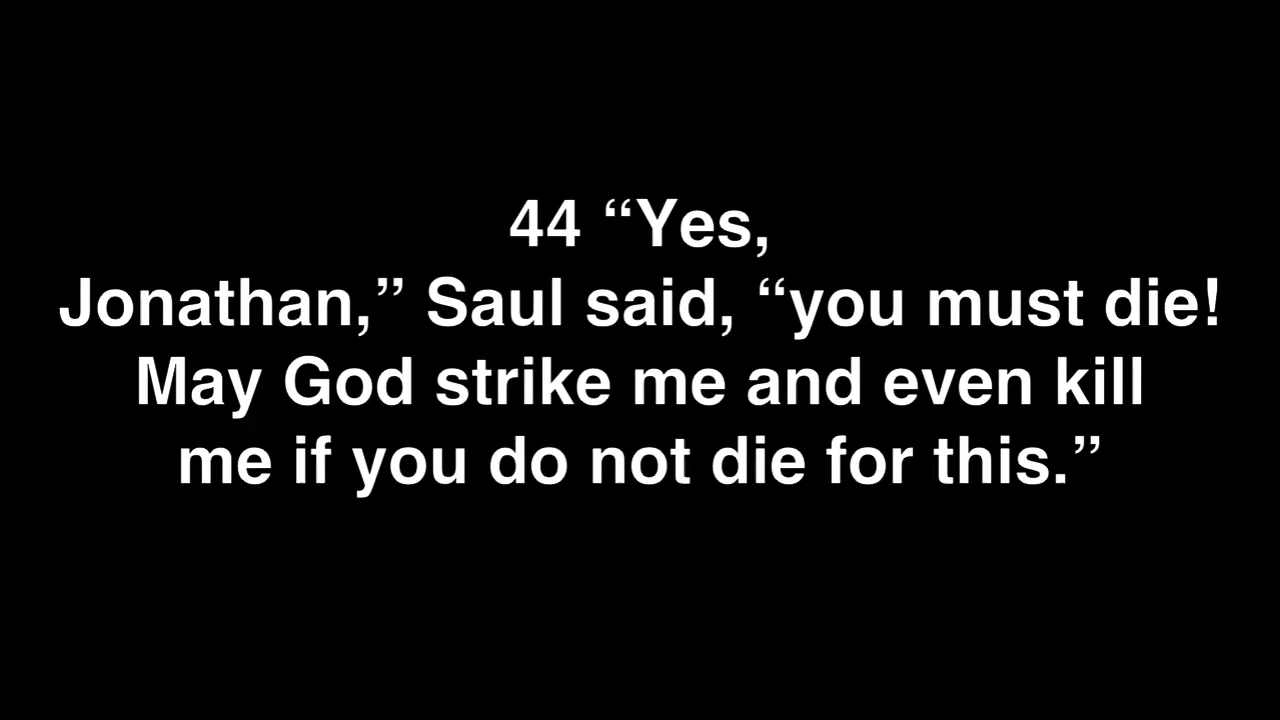 44 “Yes,
Jonathan,” Saul said, “you must die!
May God strike me and even kill
me if you do not die for this.”